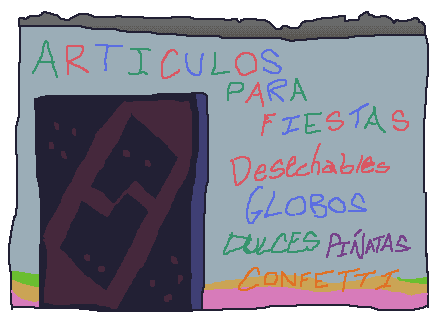 ARTICULOS
PARA
FIESTAS
Desechables
GLOBOS
DULCES PIÑATAS
CONFETTI